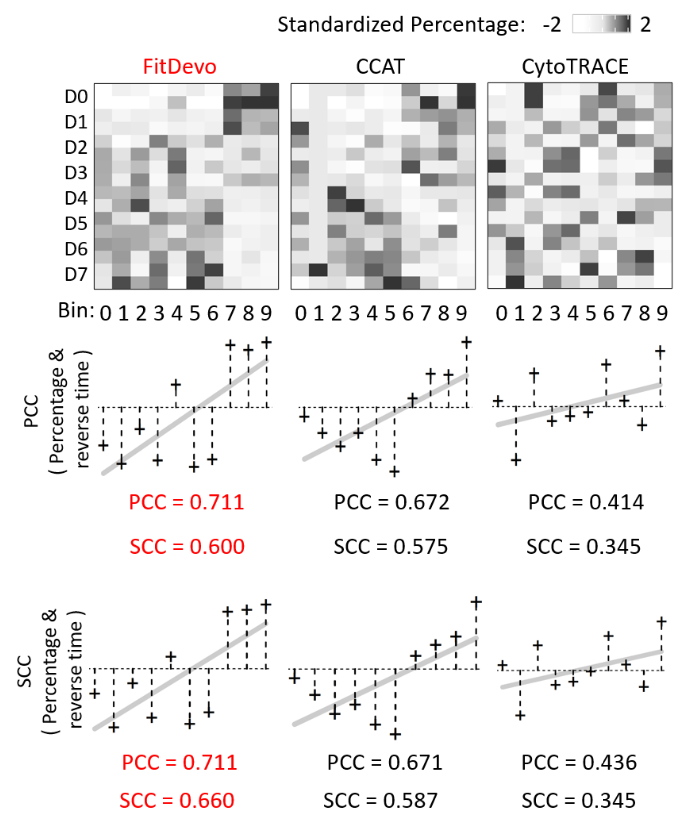 Standardized Percentage: -2 2
FitDevo CCAT CytoTRACE
D0
D1
D2
D3
D4
D5
D6
D7
Bin: 0 1 2 3 4 5 6 7 8 9 0 1 2 3 4 5 6 7 8 9 0 1 2 3 4 5 6 7 8 9
PCC
( Percentage &
reverse time )
PCC = 0.711 PCC = 0.672 PCC = 0.414
SCC = 0.600 SCC = 0.575 SCC = 0.345
SCC
( Percentage &
reverse time )
PCC = 0.711 PCC = 0.671 PCC = 0.436
SCC = 0.660 SCC = 0.587 SCC = 0.345